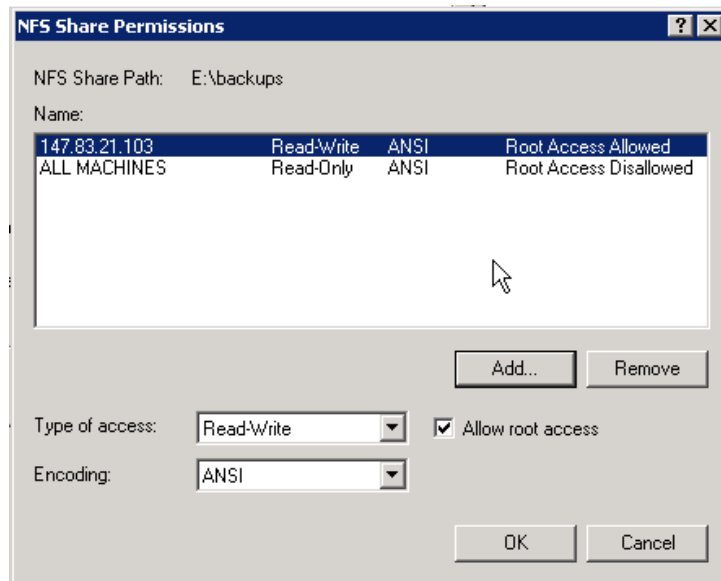 NFS Share Permissions
NFS Share Path: E:\backups
Name:
147.83.21.103 Read-Write ANSI Root Access Allowed
ALL MACHINES Read-Only ANSI Root Access Disallowed
Add... Remove
Type of access: Read-Write Allow root access
Encoding: ANSI
OK Cancel